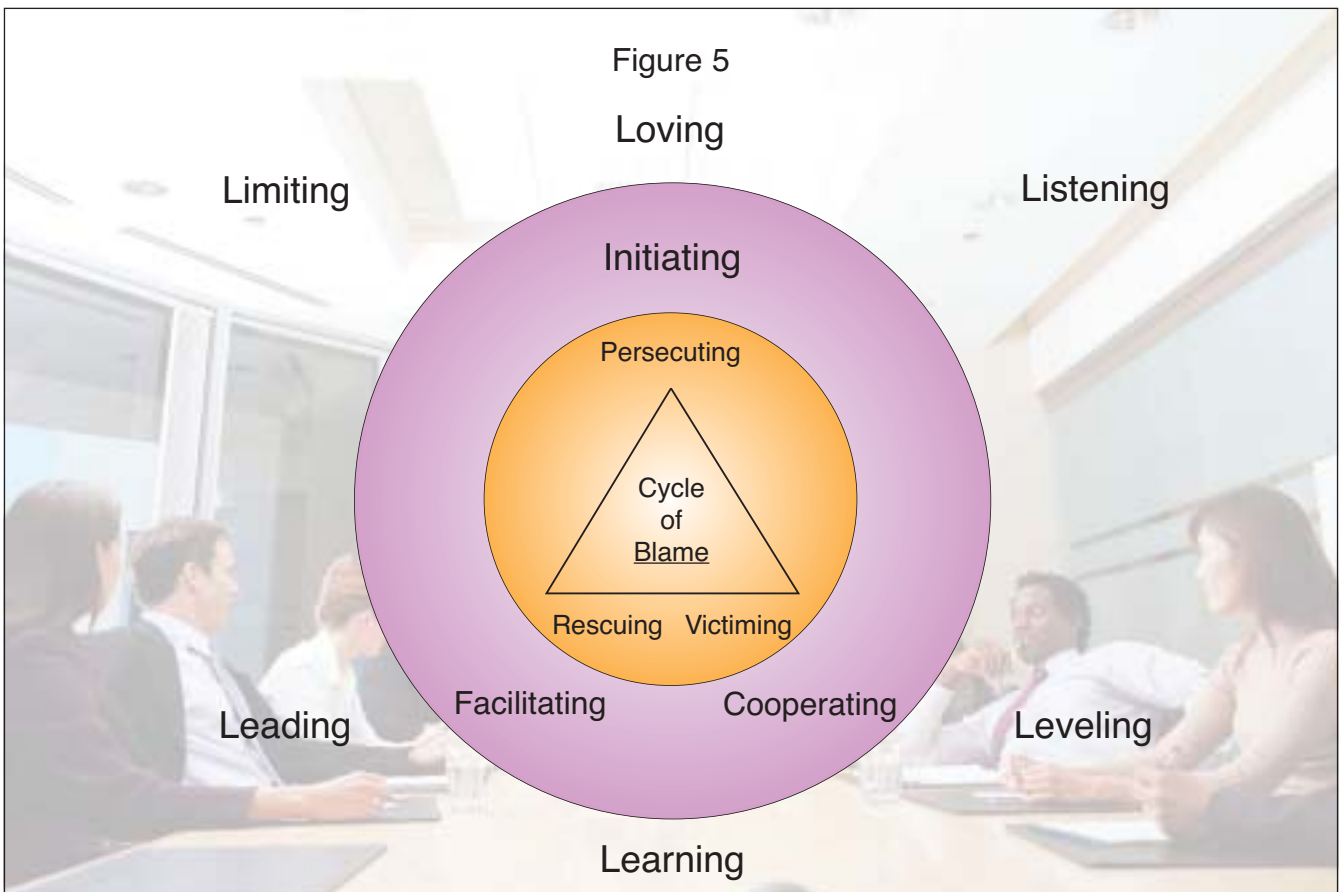 Figure 5
Loving
Limiting
Listening
Initiating
Persecuting
Cycle
of
Blame
Rescuing Victiming
Facilitating
Cooperating
Leading
Leveling
Learning